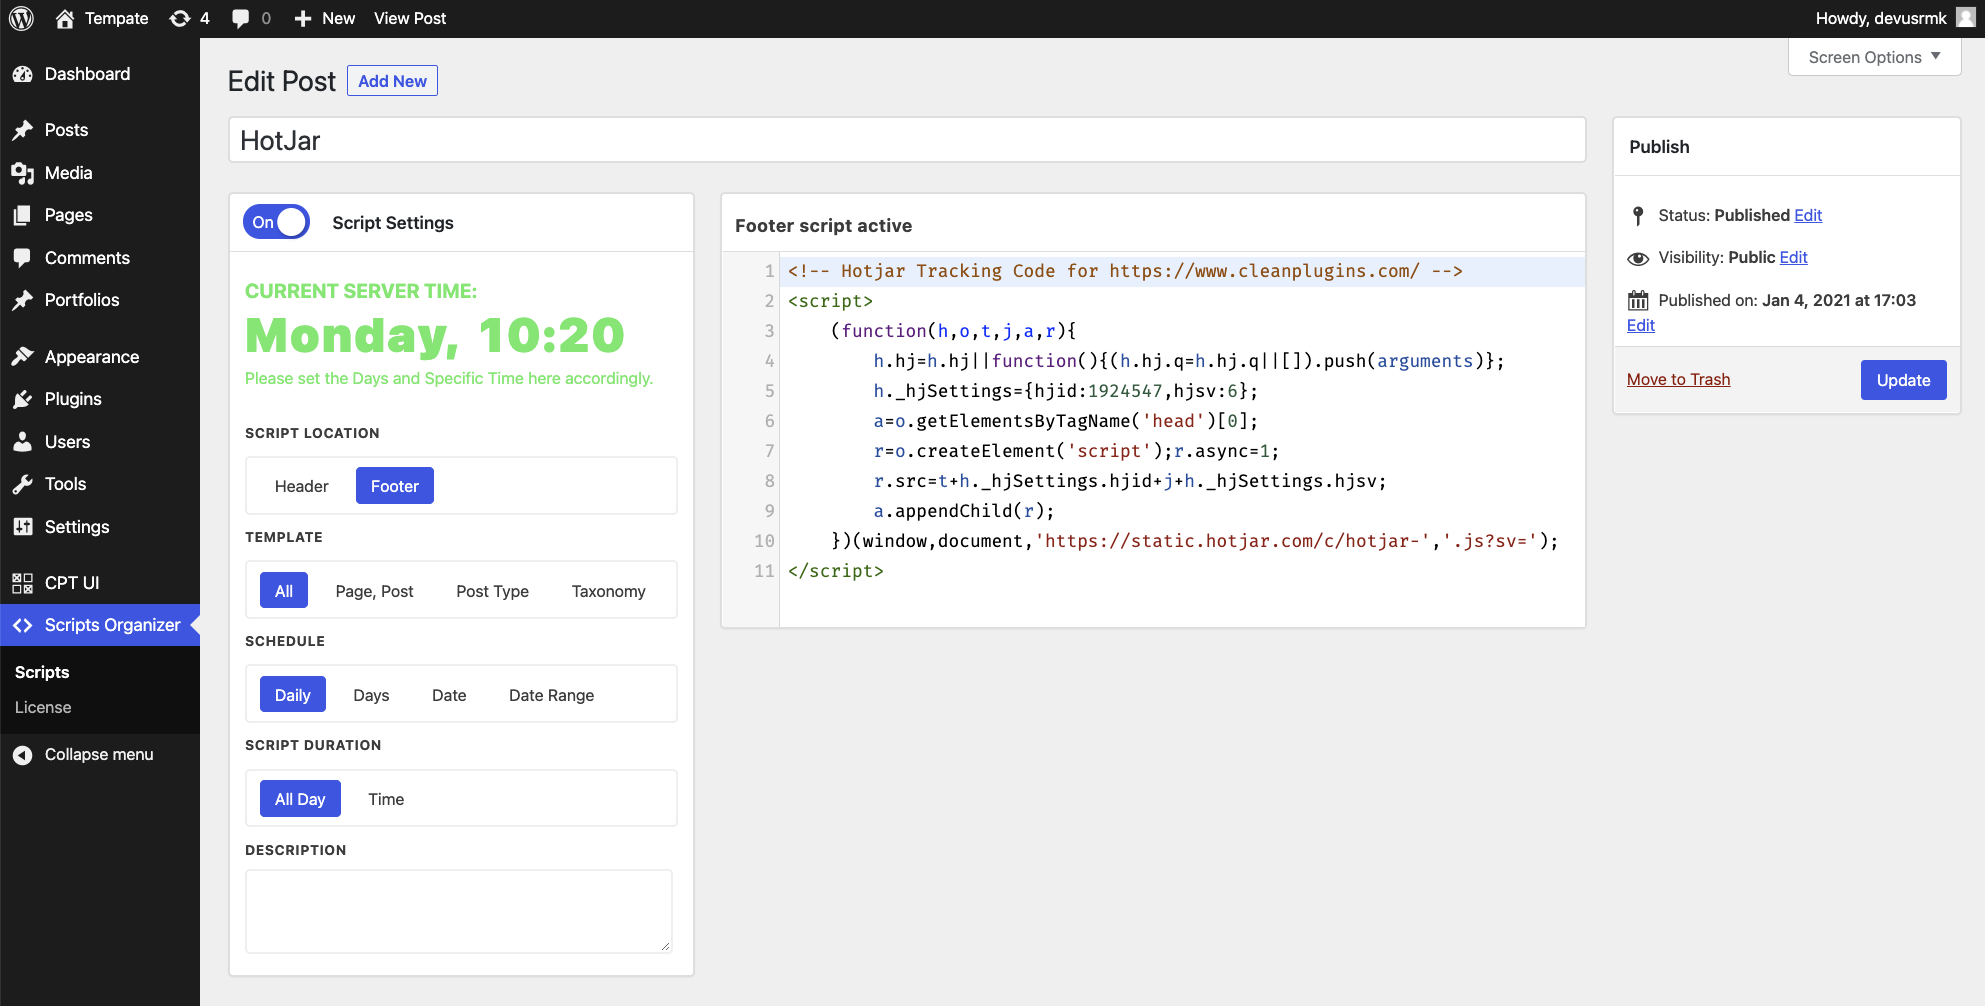 Tempate 4 0 New View Post Howdy, devusrmk
Screen Options
Dashboard
Posts
Media
Pages
Comments
Portfolios
Appearance
Plugins
Users
Tools
Settings
CPT UI
Scripts Organizer
Scripts
License
Collapse menu
Edit Post Add New
HotJar
On Script Settings
CURRENT SERVER TIME:
Monday, 10:20
Please set the Days and Specific Time here accordingly.
SCRIPT LOCATION
Header Footer
TEMPLATE
All Page, Post Post Type Taxonomy
SCHEDULE
Daily Days Date Date Range
SCRIPT DURATION
All Day Time
DESCRIPTION
Footer script active
1 <!-- Hotjar Tracking Code for https://www.cleanplugins.com/ -->
2 <script>
3     (function(h,o,t,j,a,r){
4         h.hj=h.hj||function(){(h.hj.q=h.hj.q||[]).push(arguments)};
5         h._hjSettings={hjid:1924547,hjsv:6};
6         a=o.getElementsByTagName('head')[0];
7         r=o.createElement('script');r.async=1;
8         r.src=t+h._hjSettings.hjid+j+h._hjSettings.hjsv;
9         a.appendChild(r);
10     })(window,document,'https://static.hotjar.com/c/hotjar-','.js?sv=');
11 </script>
Publish
Status: Published Edit
Visibility: Public Edit
Published on: Jan 4, 2021 at 17:03
Edit
Move to Trash Update